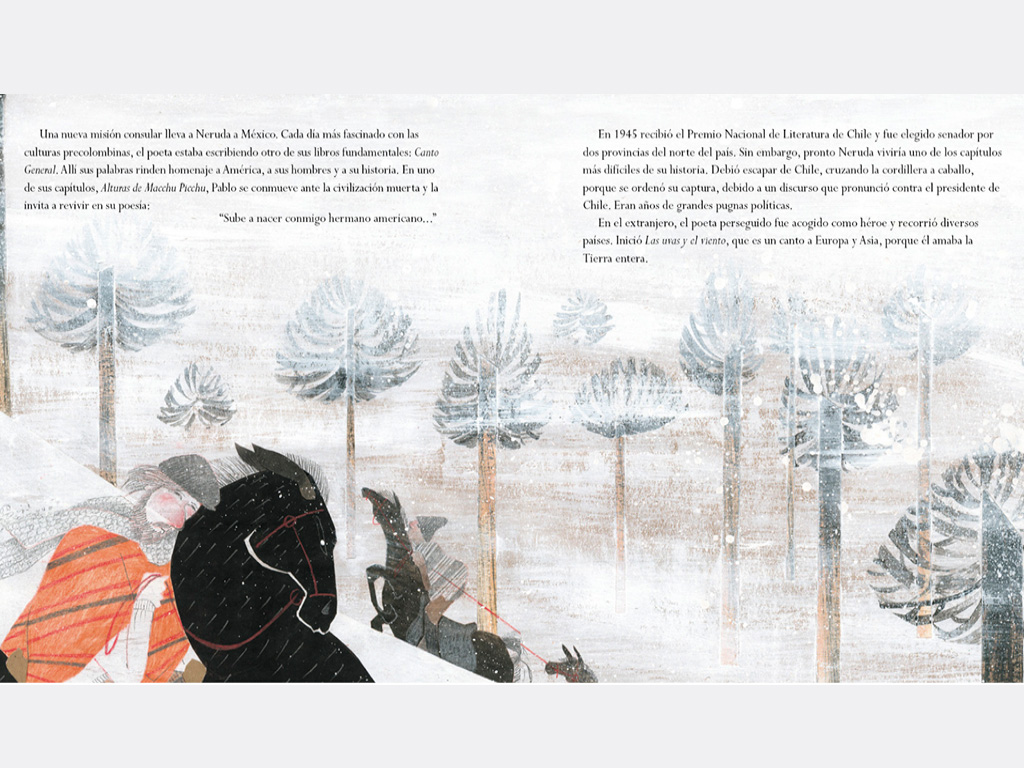 Una nueva misión consular lleva a Neruda a México. Cada día más fascinado con las
culturas precolombinas, el poeta estaba escribiendo otro de sus libros fundamentales: Canto
General. Allí sus palabras rinden homenaje a América, a sus hombres y a su historia. En uno
de sus capítulos, Alturas de Macchu Picchu, Pablo se conmueve ante la civilización muerta y la
invita a revivir en su poesía:
“Sube a nacer conmigo hermano americano...”
En 1945 recibió el Premio Nacional de Literatura de Chile y fue elegido senador por
dos provincias del norte del país. Sin embargo, pronto Neruda viviría uno de los capítulos
más difíciles de su historia. Debió escapar de Chile, cruzando la cordillera a caballo,
porque se ordenó su captura, debido a un discurso que pronunció contra el presidente de
Chile. Eran años de grandes pugnas políticas.
En el extranjero, el poeta perseguido fue acogido como héroe y recorrió diversos
países. Inició Las uvas y el viento, que es un canto a Europa y Asia, porque él amaba la
Tierra entera.